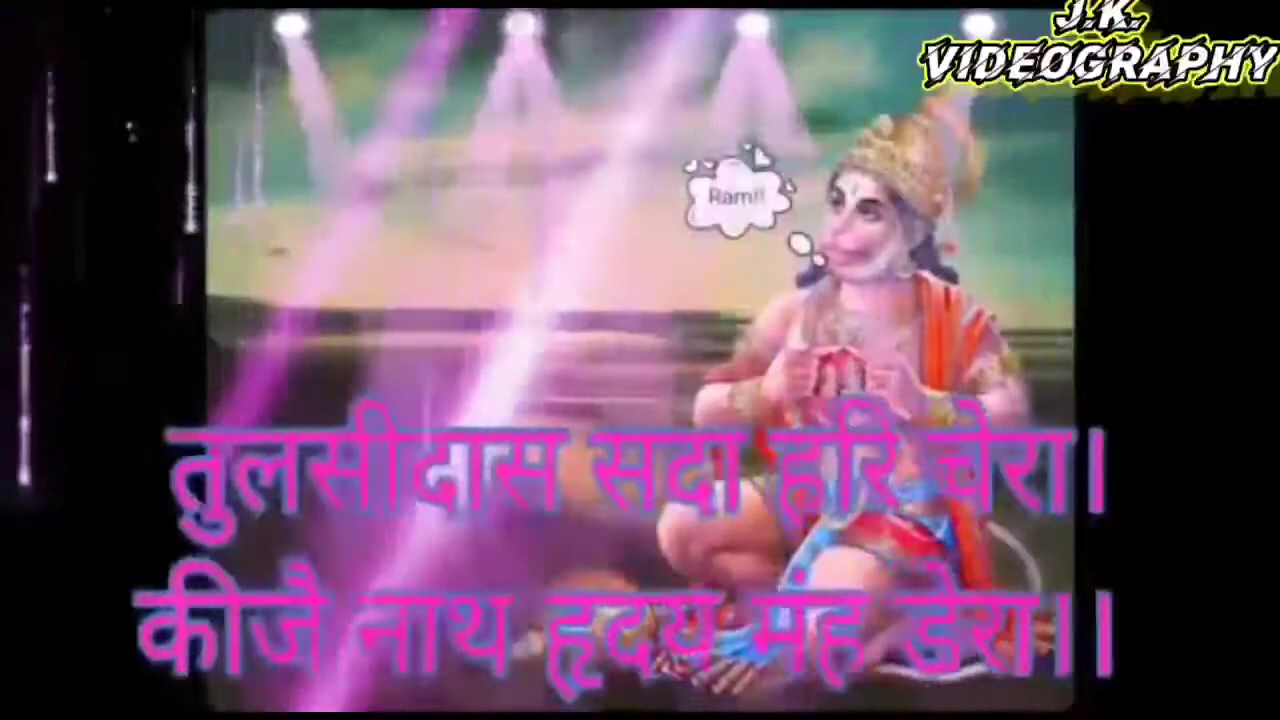 J.K.
VIDEOGRAPHY
Ram!!
तुलसीदास सदा हरि चेरा।
कीजै नाथ हृदय मंह डेरा।।